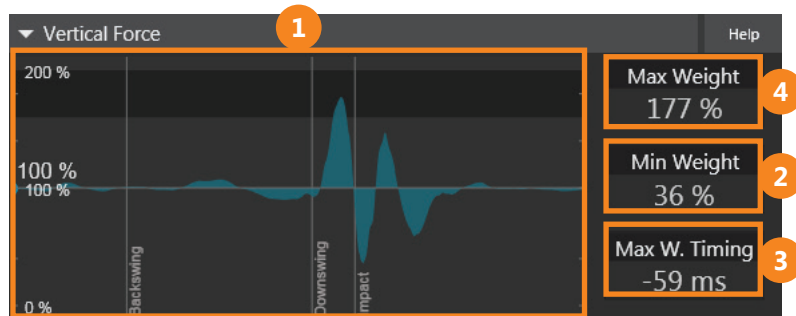 Vertical Force
1
Help
200 %
100 %
100 %
0 %
Backswing
Downswing
mpact
Max Weight
177 %
4
Min Weight
36 %
2
Max W. Timing
-59 ms
3